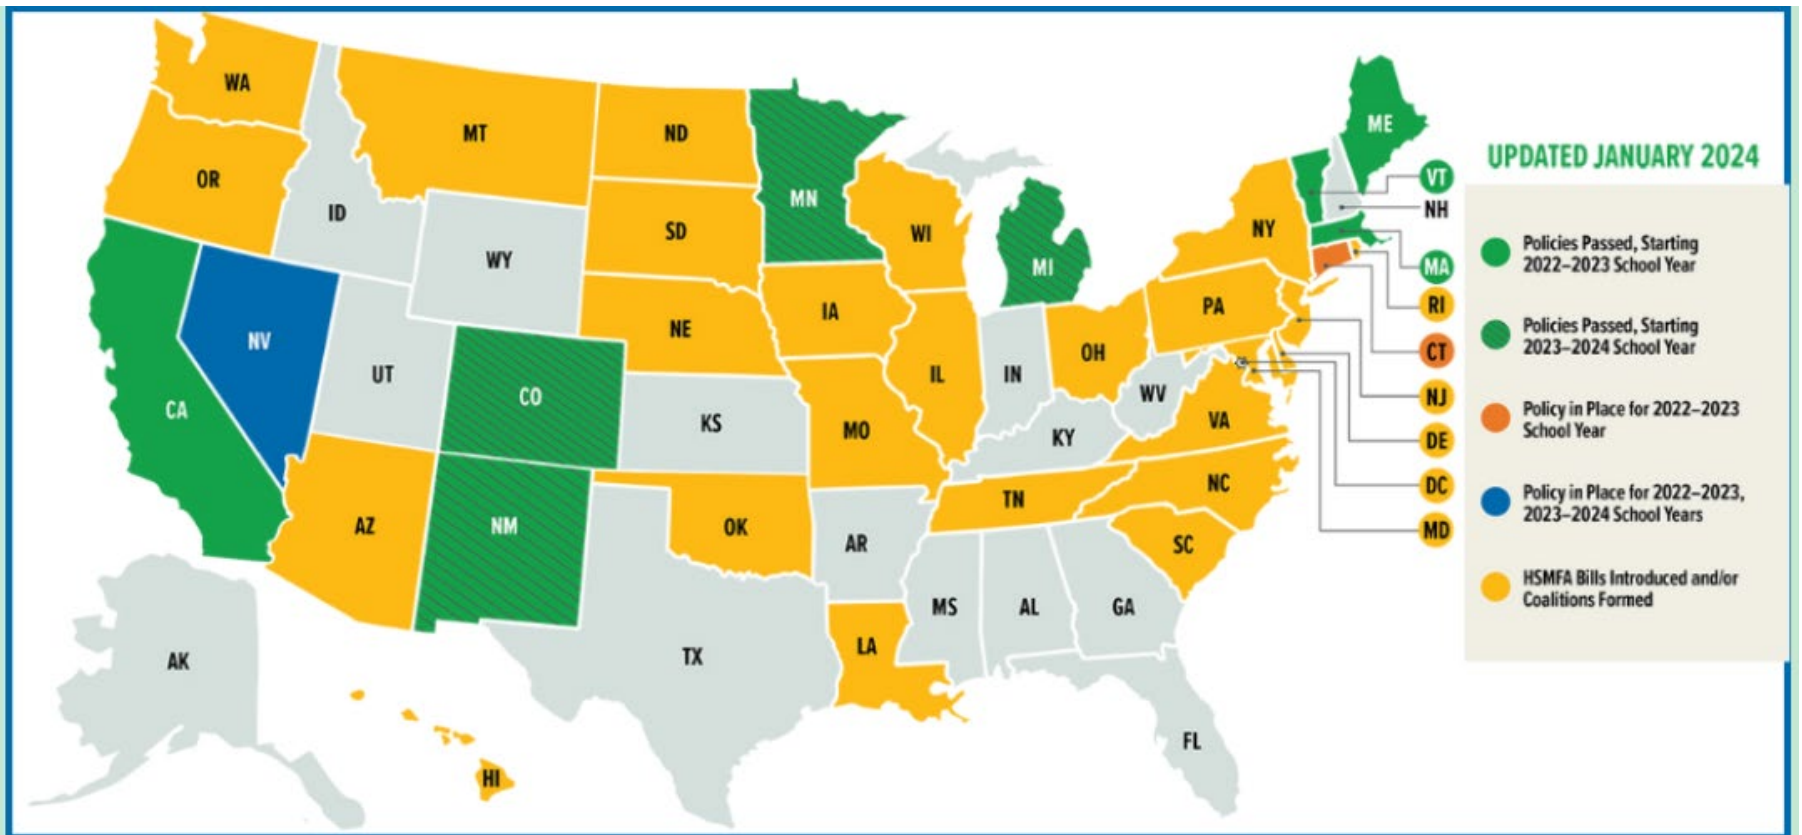 WA
MT
ND
MN
ME
OR
ID
SD
WI
NY
VT
NH
WY
MI
MA
NV
NE
IA
PA
RI
UT
CO
IL
IN
OH
CT
CA
KS
MO
WV
VA
NJ
KY
DE
AZ
NM
OK
TN
NC
DC
AR
SC
MD
MS
AL
GA
AK
TX
LA
HI
FL
UPDATED JANUARY 2024
Policies Passed, Starting
2022–2023 School Year
Policies Passed, Starting
2023–2024 School Year
Policy in Place for 2022–2023
School Year
Policy in Place for 2022–2023,
2023–2024 School Years
HSMFA Bills Introduced and/or
Coalitions Formed